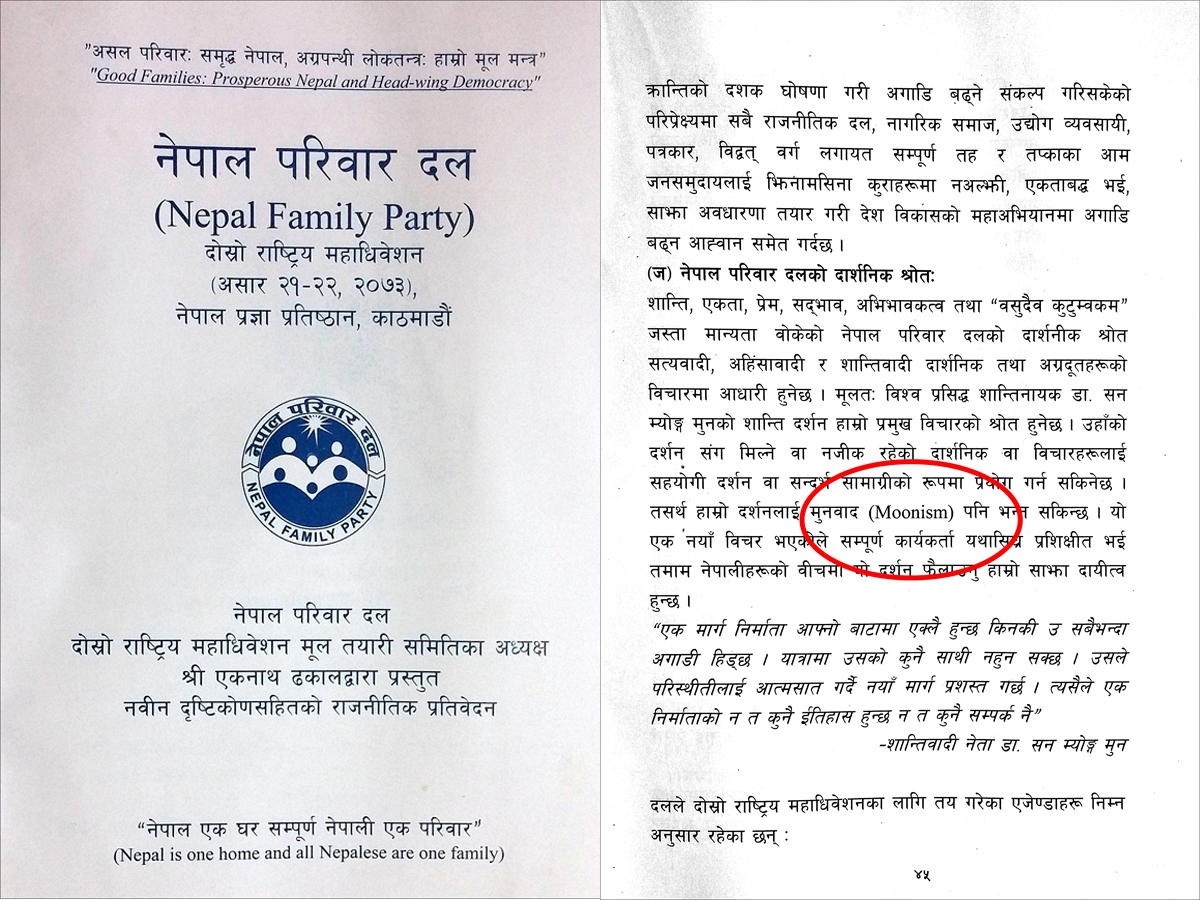 "असल परिवारः समृद्ध नेपाल, अग्रपन्थी लोकतन्त्रः हाम्रो मूल मन्त्र"
"Good Families: Prosperous Nepal and Head-wing Democracy"
नेपाल परिवार दल
(Nepal Family Party)
दोस्रो राष्ट्रिय महाधिवेशन
(असार २१-२२, २०७३),
नेपाल प्रज्ञा प्रतिष्ठान, काठमाडौं
नेपाल परिवार दल
NEPAL FAMILY PARTY
नेपाल परिवार दल
दोस्रो राष्ट्रिय महाधिवेशन मूल तयारी समितिका अध्यक्ष
श्री एकनाथ ढकालद्वारा प्रस्तुत
नवीन दृष्टिकोणसहितको राजनीतिक प्रतिवेदन
"नेपाल एक घर सम्पूर्ण नेपाली एक परिवार"
(Nepal is one home and all Nepalese are one family)
क्रान्तिको दशक घोषणा गरी अगाडि बढ्ने संकल्प गरिसकेको
परिप्रेक्ष्यमा सबै राजनीतिक दल, नागरिक समाज, उद्योग व्यवसायी,
पत्रकार, विद्वत् वर्ग लगायत सम्पूर्ण तह र तप्काका आम
जनसमुदायलाई झिनामसिना कुराहरूमा नअल्झी, एकताबद्ध भई,
साझा अवधारणा तयार गरी देश विकासको महाअभियानमा अगाडि
बढ्न आह्वान समेत गर्दछ ।
(ज) नेपाल परिवार दलको दार्शनिक श्रोतः
शान्ति, एकता, प्रेम, सद्‌भाव, अभिभावकत्व तथा "वसुदैव कुटुम्वकम"
जस्ता मान्यता वोकेको नेपाल परिवार दलको दार्शनीक श्रोत
सत्यवादी, अहिंसावादी र शान्तिवादी दार्शनिक तथा अग्रदूतहरूको
विचारमा आधारी हुनेछ । मूलतः विश्व प्रसिद्ध शान्तिनायक डा. सन
म्योङ्ग मुनको शान्ति दर्शन हाम्रो प्रमुख विचारको श्रोत हुनेछ । उहाँको
दर्शन संग मिल्ने वा नजीक रहेको दार्शनिक वा विचारहरूलाई
सहयोगी दर्शन वा सन्दर्भ सामाग्रीको रूपमा प्रयोग गर्न सकिनेछ ।
तसर्थ हाम्रो दर्शनलाई मुनवाद (Moonism) पनि भन्न सकिन्छ । यो
एक नयाँ विचर भएकोले सम्पूर्ण कार्यकर्ता यथासिघ्र प्रशिक्षीत भई
तमाम नेपालीहरूको वीचमा यो दर्शन फैलाउनु हाम्रो साझा दायीत्व
हुन्छ ।
"एक मार्ग निर्माता आफ्नो बाटामा एक्लै हुन्छ किनकी उ सबैभन्दा
अगाडी हिड्छ । यात्रामा उसको कुनै साथी नहुन सक्छ । उसले
परिस्थीतीलाई आत्मसात गर्दै नयाँ मार्ग प्रशस्त गर्छ । त्यसैले एक
निर्माताको न त कुनै ईतिहास हुन्छ न त कुनै सम्पर्क नै"
-शान्तिवादी नेता डा. सन म्योङ्ग मुन
दलले दोस्रो राष्ट्रिय महाधिवेशनका लागि तय गरेका एजेण्डाहरू निम्न
अनुसार रहेका छन् :
४५